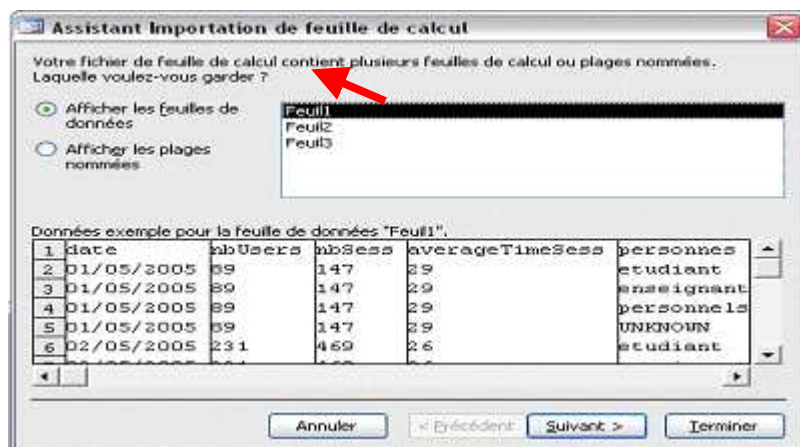 Assistant Importation de feuille de calcul
Votre fichier de feuille de calcul contient plusieurs feuilles de calcul ou plages nommées.
Laquelle voulez-vous garder ?
Afficher les feuilles de
données
Afficher les plages
nommées
Feuil1
Feuil2
Feuil3
Données exemple pour la feuille de données "Feuil1".
1 date nbUsers nbSess averageTimeSess personnes
2 01/05/2005 89 147 29 etudiant
3 01/05/2005 89 147 29 enseignant
4 01/05/2005 89 147 29 personnels
5 01/05/2005 89 147 29 UNKNOWN
6 02/05/2005 231 469 26 etudiant
Annuler < Précédent Suivant > Terminer